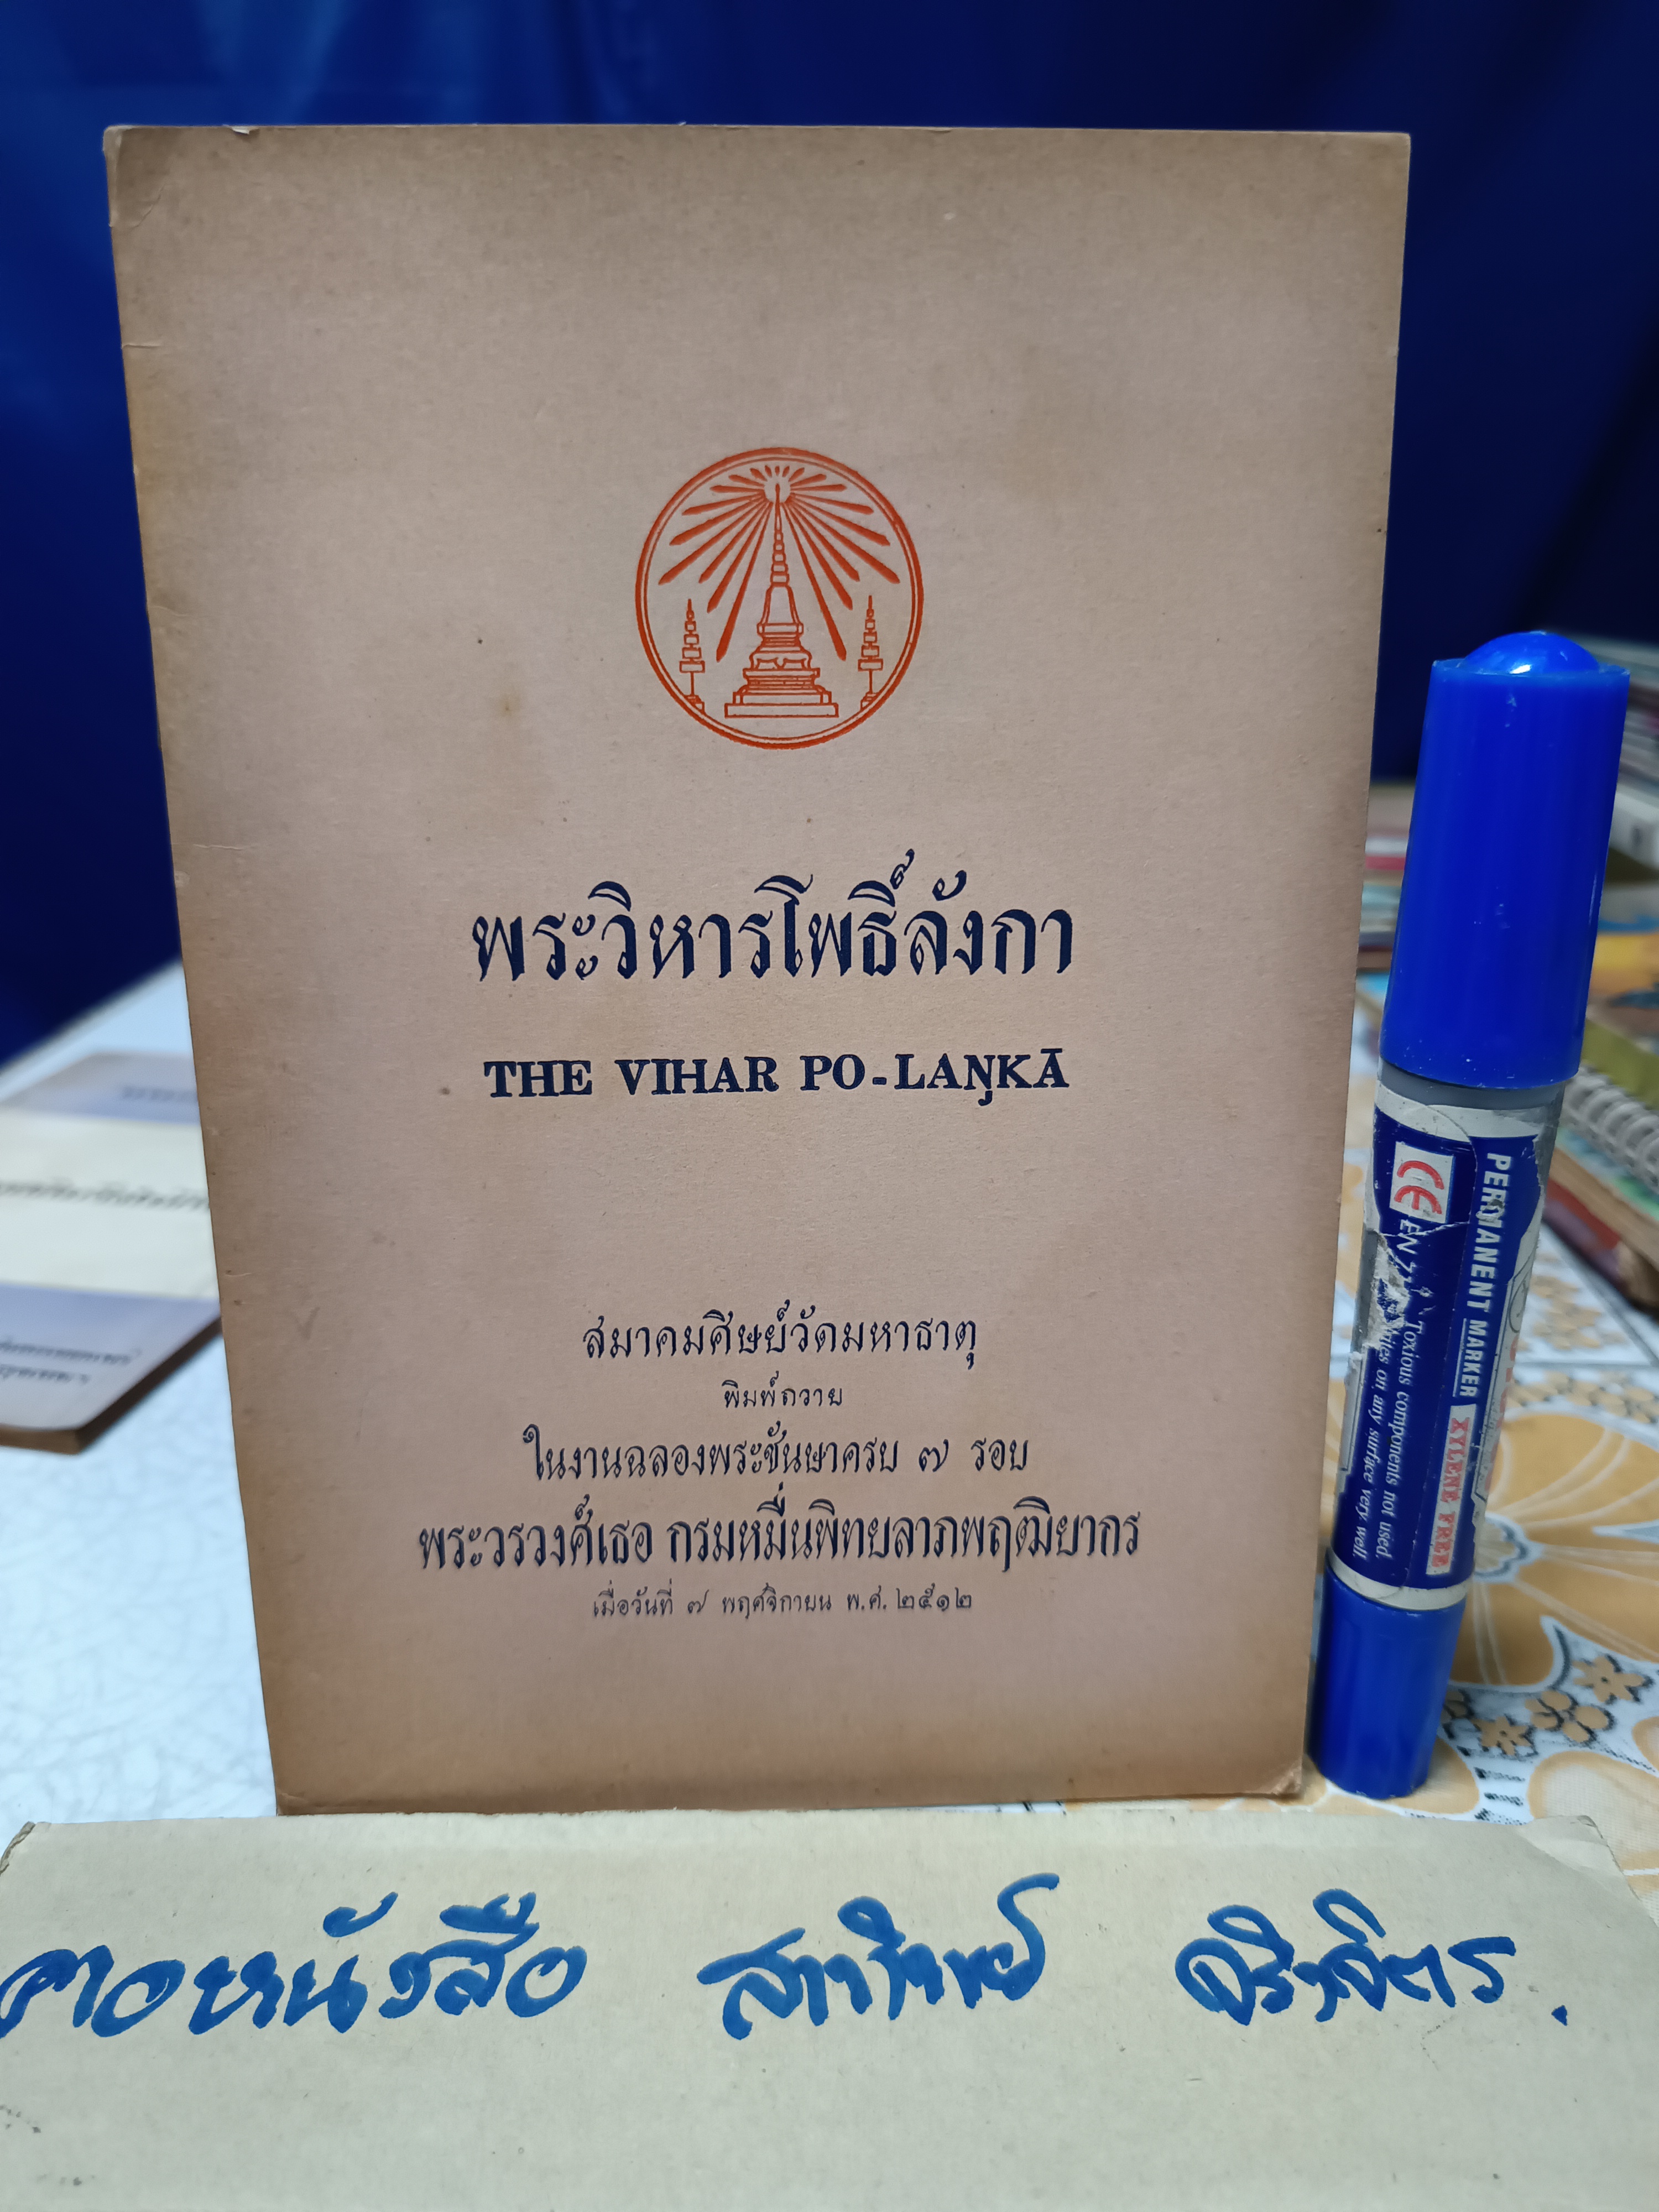 พระวิหารโพธิ์ลังกา
THE VIHAR PO-LAṆKĀ
สมาคมศิษย์วัดมหาธาตุ
พิมพ์ถวาย
ในงานฉลองพระชันษาครบ ๗ รอบ
พระวรวงศ์เธอ กรมหมื่นพิทยลาภพฤฒิยากร
เมื่อวันที่ ๗ พฤศจิกายน พ.ศ. ๒๕๑๒
CE EN
PERMANENT MARKER
XYLENE FREE
Toxious components not used.
on any surface very well.
คอหนังสือ